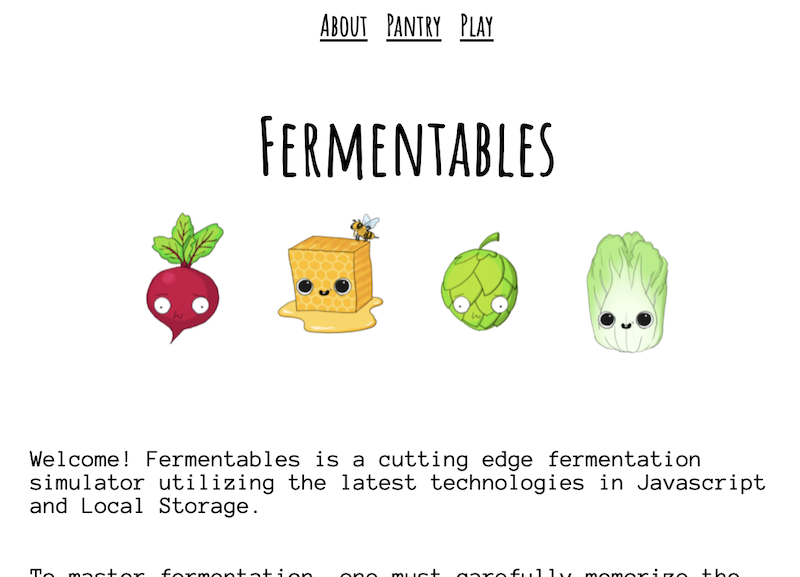 About Pantry Play
Fermentables
Welcome! Fermentables is a cutting edge fermentation
simulator utilizing the latest technologies in Javascript
and Local Storage.
To master fermentation, one must carefully memorize the